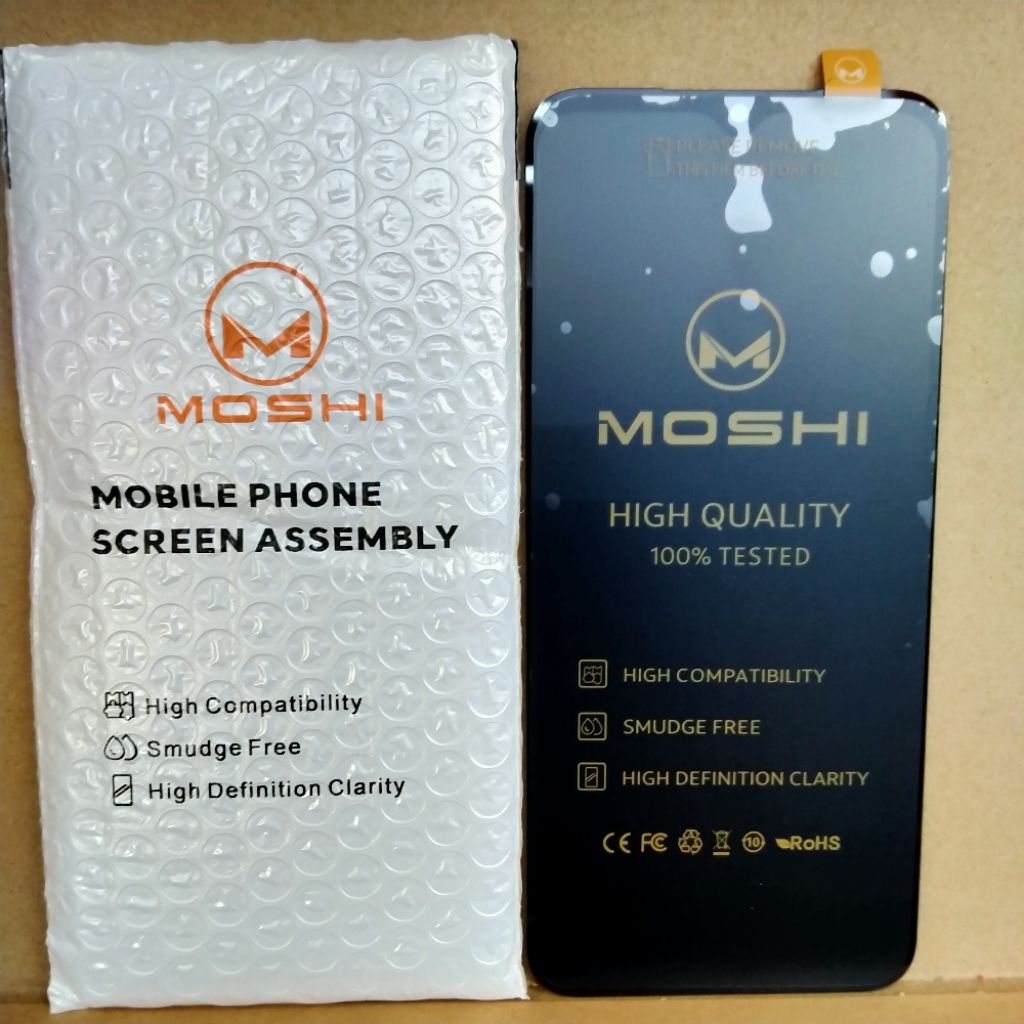 MOSHI
MOBILE PHONE
SCREEN ASSEMBLY
High Compatibility
Smudge Free
High Definition Clarity
PLEASE REMOVE
THIS FILM BEFORE USE
MOSHI
HIGH QUALITY
100% TESTED
HIGH COMPATIBILITY
SMUDGE FREE
HIGH DEFINITION CLARITY
CE FC 10 RoHS